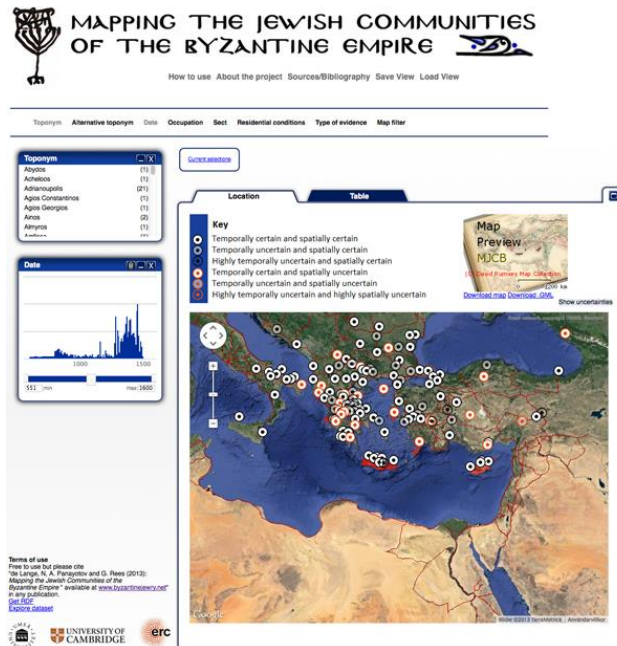 MAPPING THE JEWISH COMMUNITIES
OF THE BYZANTINE EMPIRE
How to use About the project Sources/Bibliography Save View Load View
Toponym Alternative toponym Date Occupation Sect Residential conditions Type of evidence Map filter
Toponym
Abydos (1)
Acheloos (1)
Adrianoupolis (21)
Agios Constantinos (1)
Agios Georgios (1)
Ainos (2)
Almyros (1)
Current selections
Location Table
Key
Temporally certain and spatially certain
Temporally uncertain and spatially certain
Highly temporally uncertain and spatially certain
Temporally certain and spatially uncertain
Temporally uncertain and spatially uncertain
Highly temporally uncertain and highly spatially uncertain
Map
Preview
MJCB
(C) David Rumsey Map Collection
1200 km
Download map Download GML
Show uncertainties
Date
1000 1500
551 min max: 1600
Google
Terms of use
Free to use but please cite
"de Lange, N, A. Panayotov and G. Rees (2013):
Mapping the Jewish Communities of the
Byzantine Empire" available at www.byzantinejewry.net"
in any publication.
Get RDF
Explore dataset
UNIVERSITY OF
CAMBRIDGE
erc